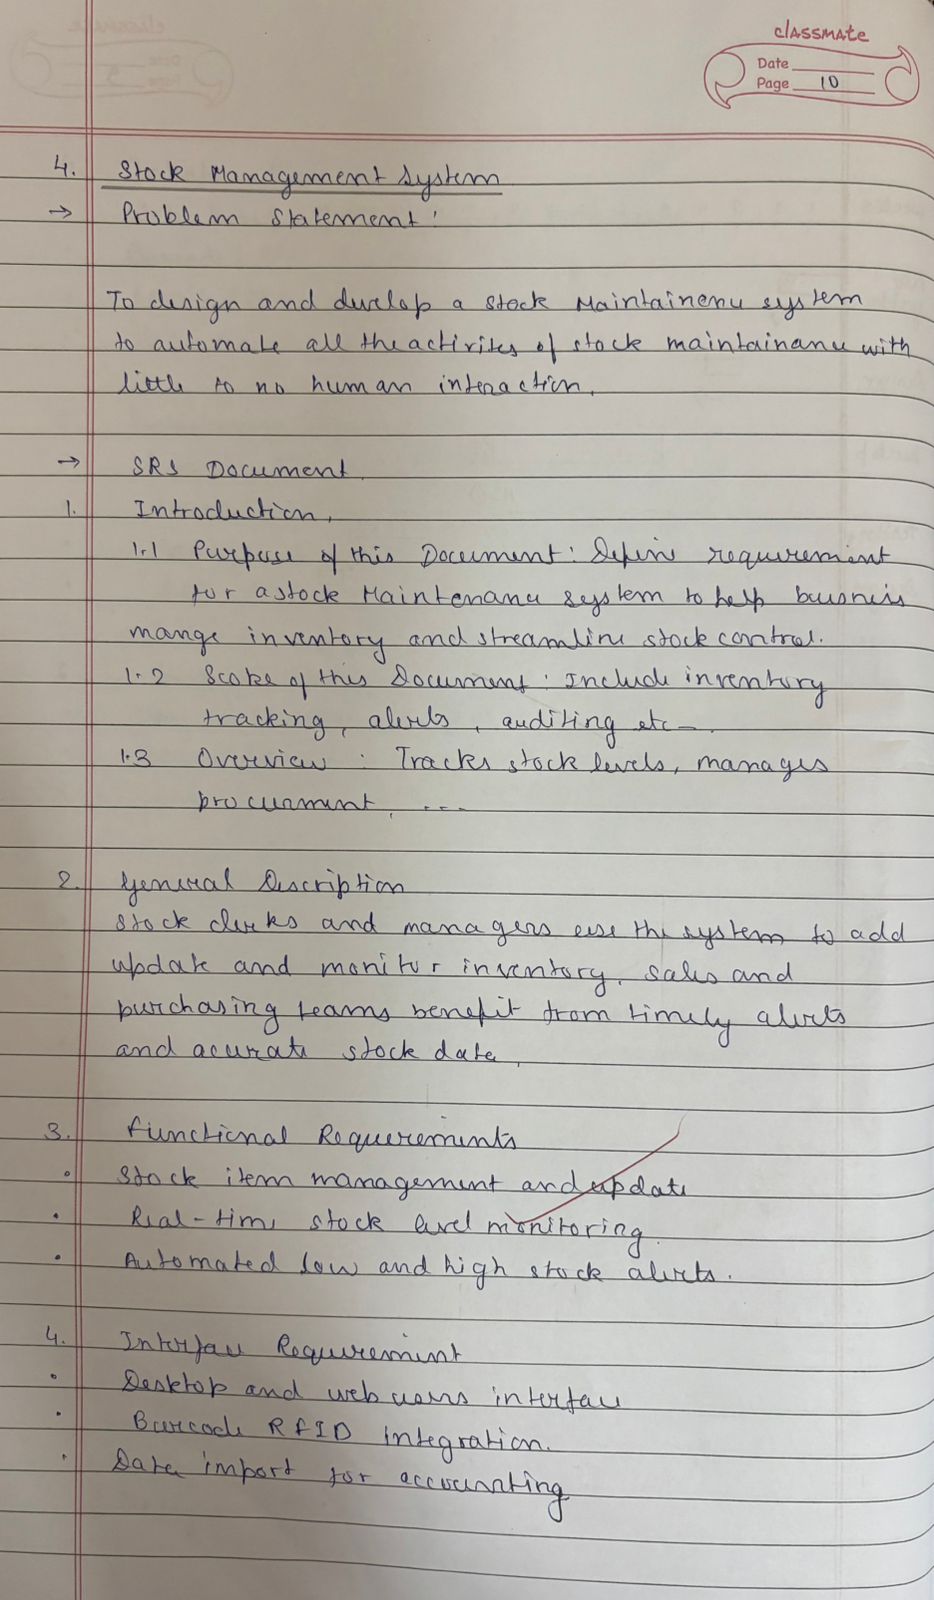 classmate
Date
Page 10
4. Stock Management System
→ Problem Statement:
To design and develop a stock Maintainence system
to automate all the activites of stock maintainance with
little to no human interaction.
→ SRS Document
1. Introduction.
1.1 Purpose of this Document: Define requirement
for a stock Maintenance system to help business
mange inventory and streamline stock control.
1.2 Scope of this Document: Include inventory
tracking, alerts, auditing etc
1.3 Overview : Tracks stock levels, manages
procurment, ...
2. General Description
Stock clerks and managers use the system to add
update and monitor inventory. Sales and
purchasing teams benefit from timely alerts
and acurate stock data.
3. Functional Requirements
• Stock item management and update
• Real-time stock level monitoring.
• Automated low and high stock alerts.
4. Interface Requirement
• Desktop and web users interface
• Barcode RFID integration.
• Data import for accounting